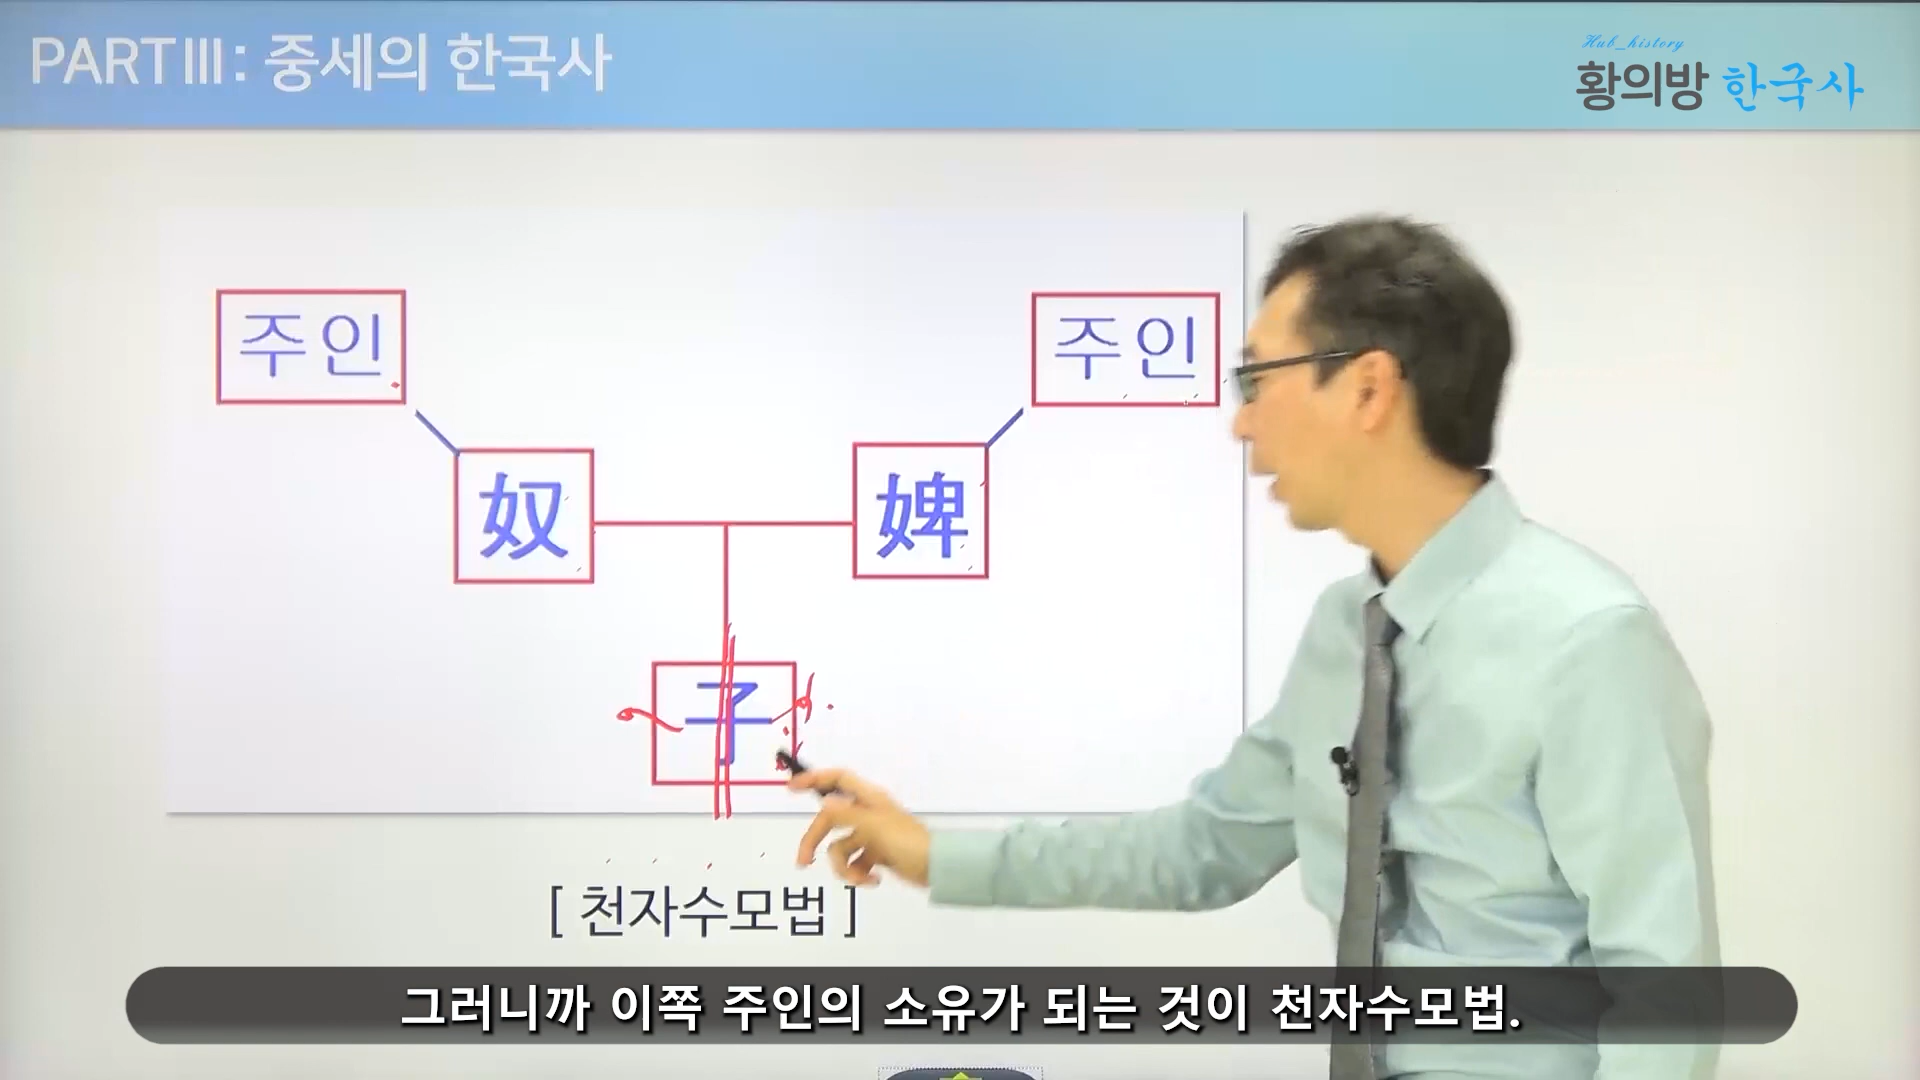 PARTⅢ: 중세의 한국사
Hub_history
황의방 한국사
주인
주인
奴
婢
子
[ 천자수모법 ]
그러니까 이쪽 주인의 소유가 되는 것이 천자수모법.